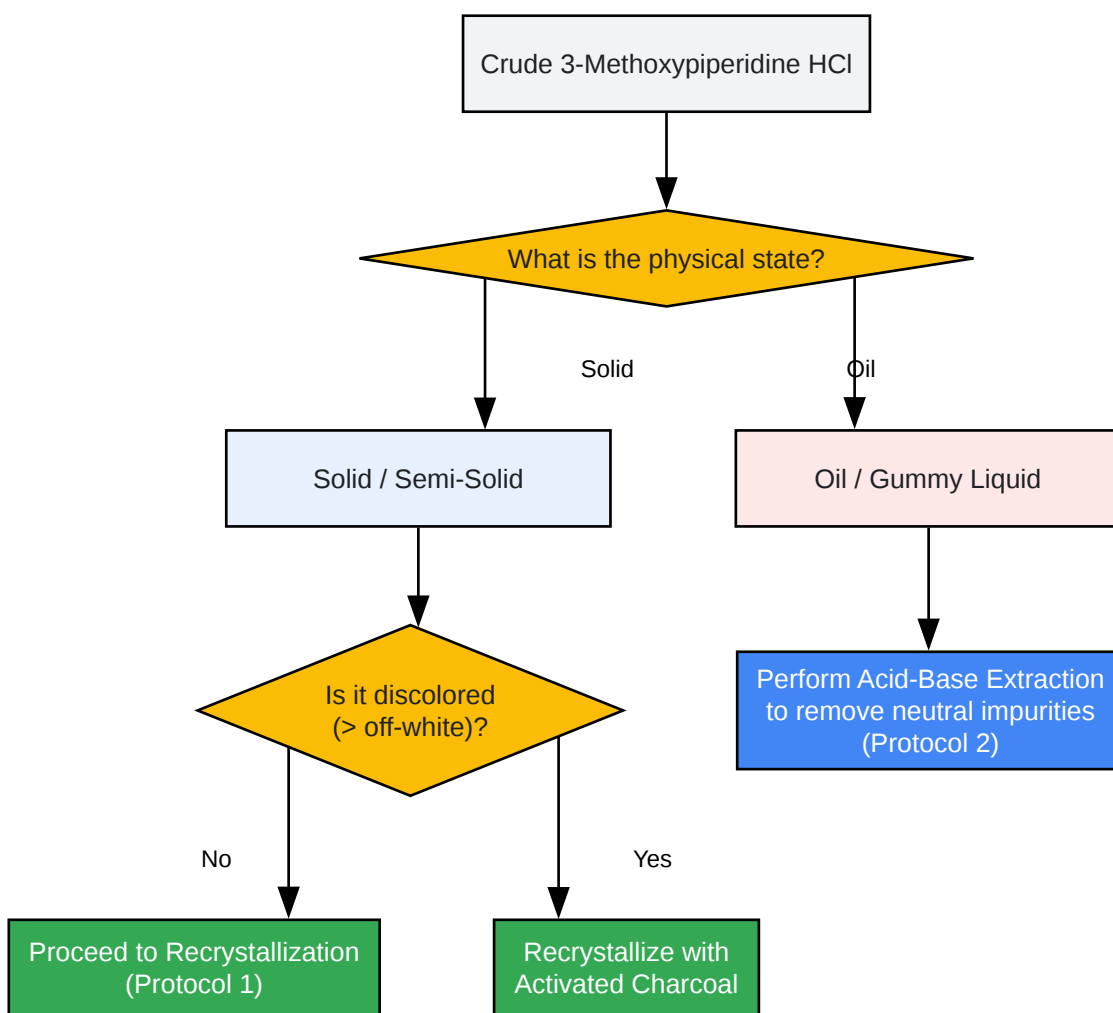 Crude 3-Methoxypiperidine HCl
What is the physical state?
Solid
Oil
Solid / Semi-Solid
Oil / Gummy Liquid
Is it discolored
(> off-white)?
Perform Acid-Base Extraction
to remove neutral impurities
(Protocol 2)
No
Yes
Proceed to Recrystallization
(Protocol 1)
Recrystallize with
Activated Charcoal